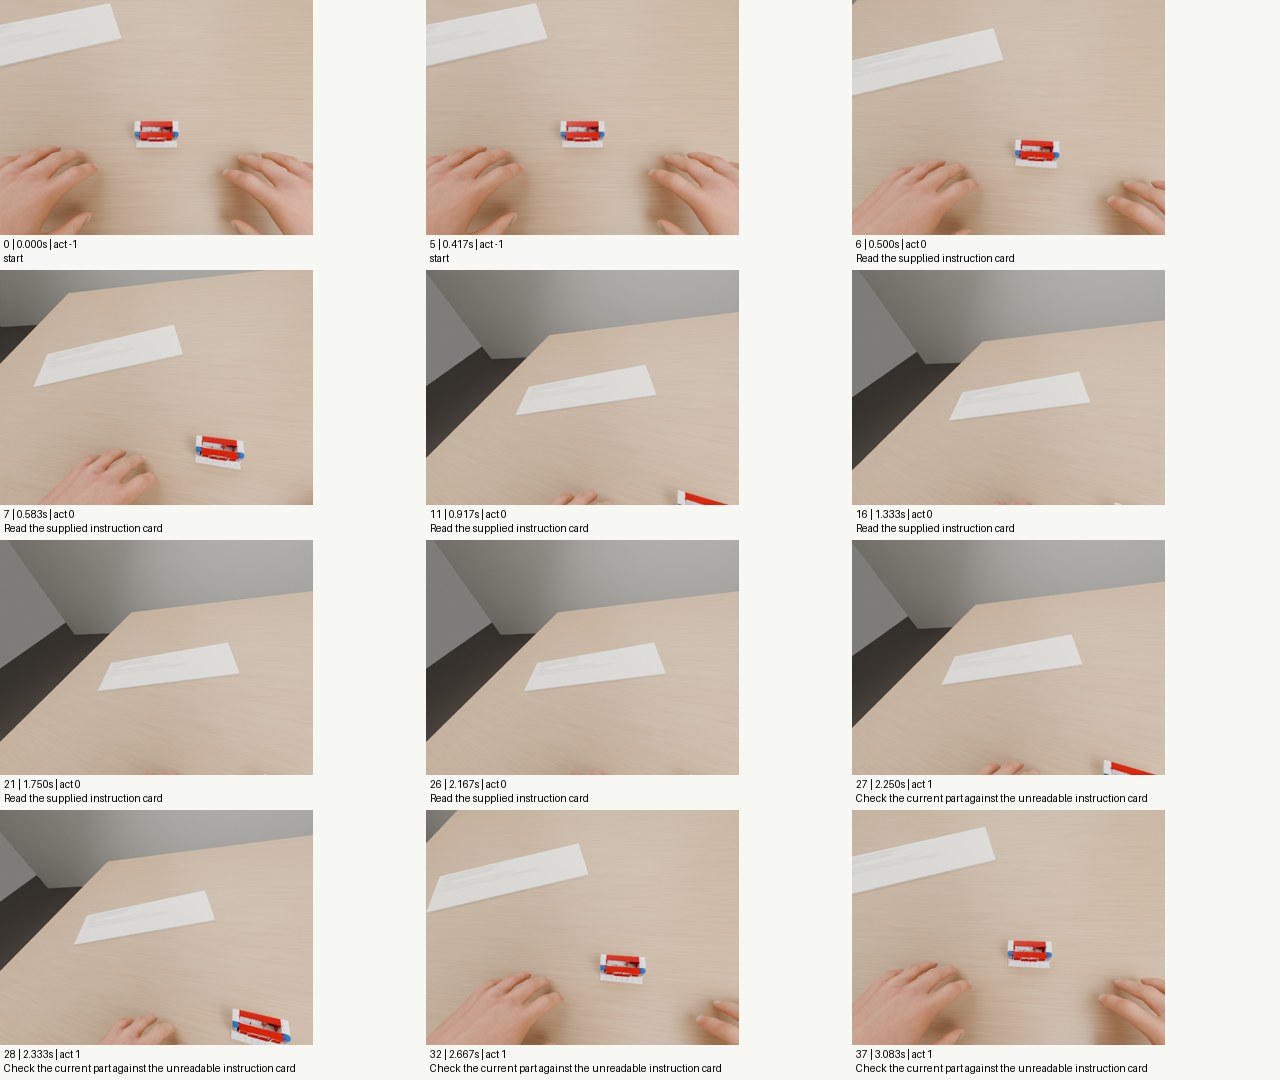 0 | 0.000s | act -1
start
5 | 0.417s | act -1
start
6 | 0.500s | act 0
Read the supplied instruction card
7 | 0.583s | act 0
Read the supplied instruction card
11 | 0.917s | act 0
Read the supplied instruction card
16 | 1.333s | act 0
Read the supplied instruction card
21 | 1.750s | act 0
Read the supplied instruction card
26 | 2.167s | act 0
Read the supplied instruction card
27 | 2.250s | act 1
Check the current part against the unreadable instruction card
28 | 2.333s | act 1
Check the current part against the unreadable instruction card
32 | 2.667s | act 1
Check the current part against the unreadable instruction card
37 | 3.083s | act 1
Check the current part against the unreadable instruction card